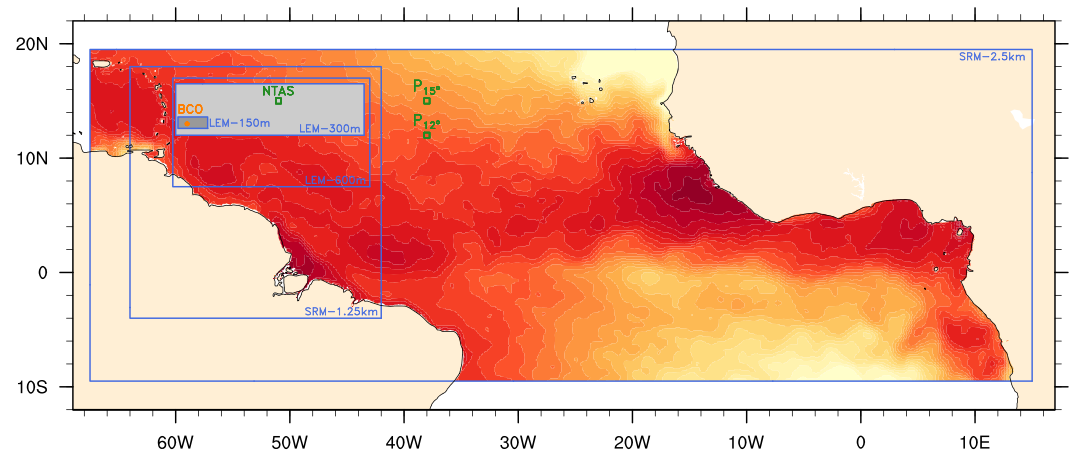 20N
SRM-2.5km
NTAS
P15°
BCO
LEM-150m
LEM-300m
P12°
10N
LEM-600m
0
SRM-1.25km
10S
60W 50W 40W 30W 20W 10W 0 10E